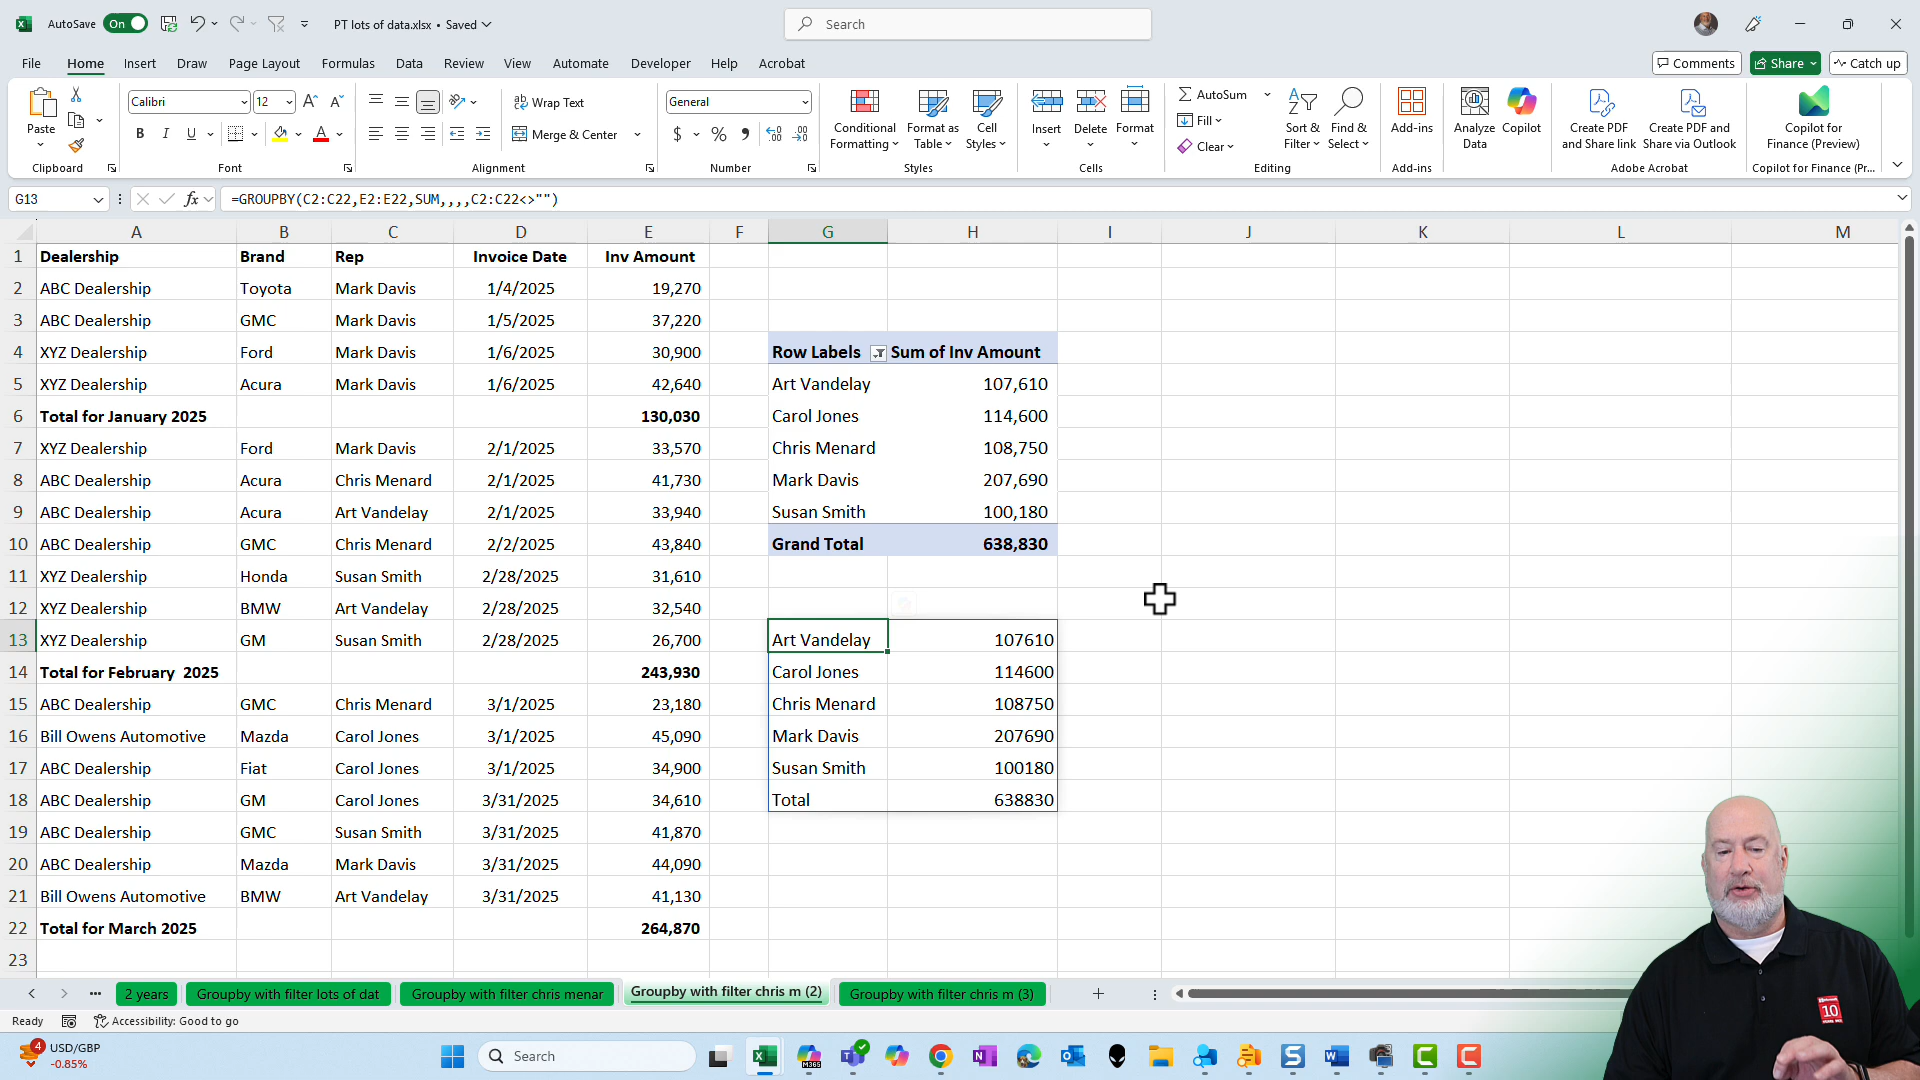 AutoSave On PT lots of data.xlsx • Saved Search
File Home Insert Draw Page Layout Formulas Data Review View Automate Developer Help Acrobat Comments Share Catch up
Paste Calibri 12 Wrap Text General Conditional Formatting Format as Table Cell Styles Insert Delete Format AutoSum Fill Clear Sort & Filter Find & Select Add-ins Analyze Data Copilot Create PDF and Share link Create PDF and Share via Outlook Copilot for Finance (Preview)
B I U Merge & Center $ %
Clipboard Font Alignment Number Styles Cells Editing Add-ins Adobe Acrobat Copilot for Finance (Pr...
G13 fx =GROUPBY(C2:C22,E2:E22,SUM,,,,C2:C22<>"")
A B C D E F G H I J K L M
1 Dealership Brand Rep Invoice Date Inv Amount
2 ABC Dealership Toyota Mark Davis 1/4/2025 19,270
3 ABC Dealership GMC Mark Davis 1/5/2025 37,220
4 XYZ Dealership Ford Mark Davis 1/6/2025 30,900 Row Labels Sum of Inv Amount
5 XYZ Dealership Acura Mark Davis 1/6/2025 42,640 Art Vandelay 107,610
6 Total for January 2025 130,030 Carol Jones 114,600
7 XYZ Dealership Ford Mark Davis 2/1/2025 33,570 Chris Menard 108,750
8 ABC Dealership Acura Chris Menard 2/1/2025 41,730 Mark Davis 207,690
9 ABC Dealership Acura Art Vandelay 2/1/2025 33,940 Susan Smith 100,180
10 ABC Dealership GMC Chris Menard 2/2/2025 43,840 Grand Total 638,830
11 XYZ Dealership Honda Susan Smith 2/28/2025 31,610
12 XYZ Dealership BMW Art Vandelay 2/28/2025 32,540
13 XYZ Dealership GM Susan Smith 2/28/2025 26,700 Art Vandelay 107610
14 Total for February 2025 243,930 Carol Jones 114600
15 ABC Dealership GMC Chris Menard 3/1/2025 23,180 Chris Menard 108750
16 Bill Owens Automotive Mazda Carol Jones 3/1/2025 45,090 Mark Davis 207690
17 ABC Dealership Fiat Carol Jones 3/1/2025 34,900 Susan Smith 100180
18 ABC Dealership GM Carol Jones 3/31/2025 34,610 Total 638830
19 ABC Dealership GMC Susan Smith 3/31/2025 41,870
20 ABC Dealership Mazda Mark Davis 3/31/2025 44,090
21 Bill Owens Automotive BMW Art Vandelay 3/31/2025 41,130
22 Total for March 2025 264,870
23
2 years Groupby with filter lots of dat Groupby with filter chris menar Groupby with filter chris m (2) Groupby with filter chris m (3)
Ready Accessibility: Good to go
4 USD/GBP
-0.85%
Search
M365
10